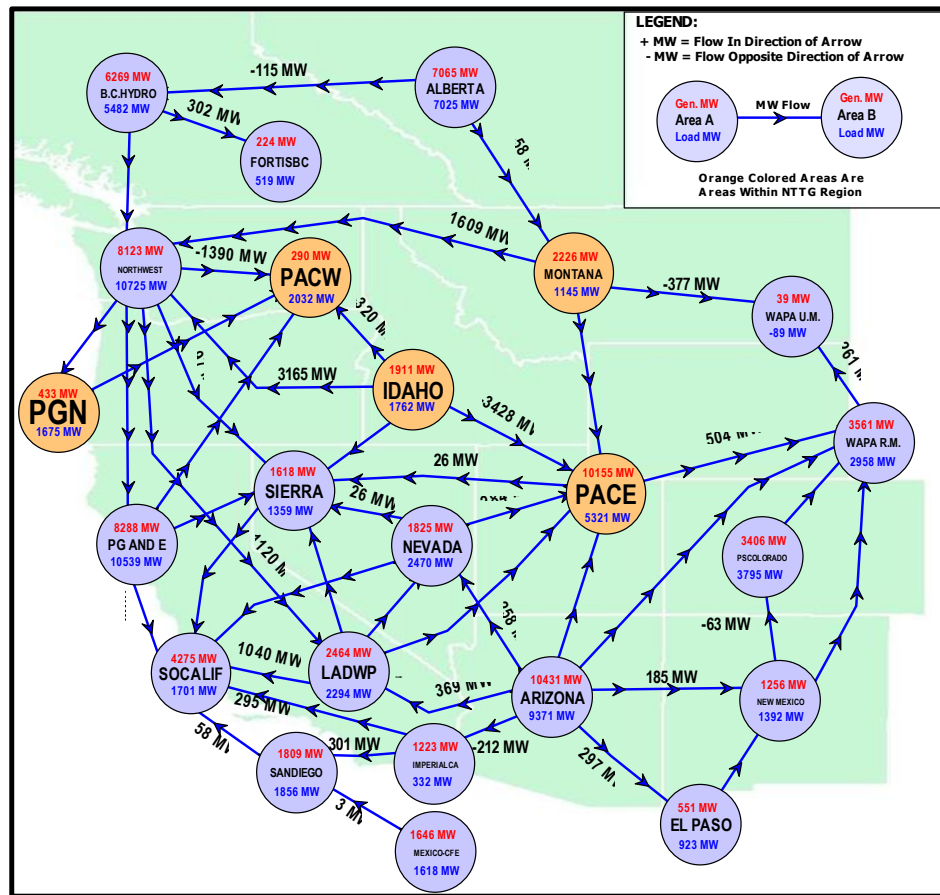 LEGEND:
+ MW = Flow In Direction of Arrow
- MW = Flow Opposite Direction of Arrow
Gen. MW
Area A
Load MW
MW Flow
Gen. MW
Area B
Load MW
Orange Colored Areas Are
Areas Within NTTG Region
6269 MW
B.C.HYDRO
5482 MW
-115 MW
7065 MW
ALBERTA
7025 MW
302 MW
224 MW
FORTISBC
519 MW
58 M
1609 MW
8123 MW
NORTHWEST
10725 MW
-1390 MW
290 MW
PACW
2032 MW
2226 MW
MONTANA
1145 MW
-377 MW
39 MW
WAPA U.M.
-89 MW
320 M
433 MW
PGN
1675 MW
3165 MW
1911 MW
IDAHO
1762 MW
-3428 MW
261 M
3561 MW
WAPA R.M.
2958 MW
504 MW
26 MW
1618 MW
SIERRA
1359 MW
26 MW
10155 MW
PACE
5321 MW
8288 MW
PG AND E
10539 MW
1825 MW
NEVADA
2470 MW
3406 MW
PSCOLORADO
3795 MW
1120 M
258 M
-63 MW
4275 MW
SOCALIF
1701 MW
1040 MW
2464 MW
LADWP
2294 MW
369 MW
10431 MW
ARIZONA
9371 MW
185 MW
1256 MW
NEW MEXICO
1392 MW
295 MW
58 M
301 MW
-212 MW
297 M
1809 MW
SANDIEGO
1856 MW
1223 MW
IMPERIALCA
332 MW
3 M
1646 MW
MEXICO-CFE
1618 MW
551 MW
EL PASO
923 MW